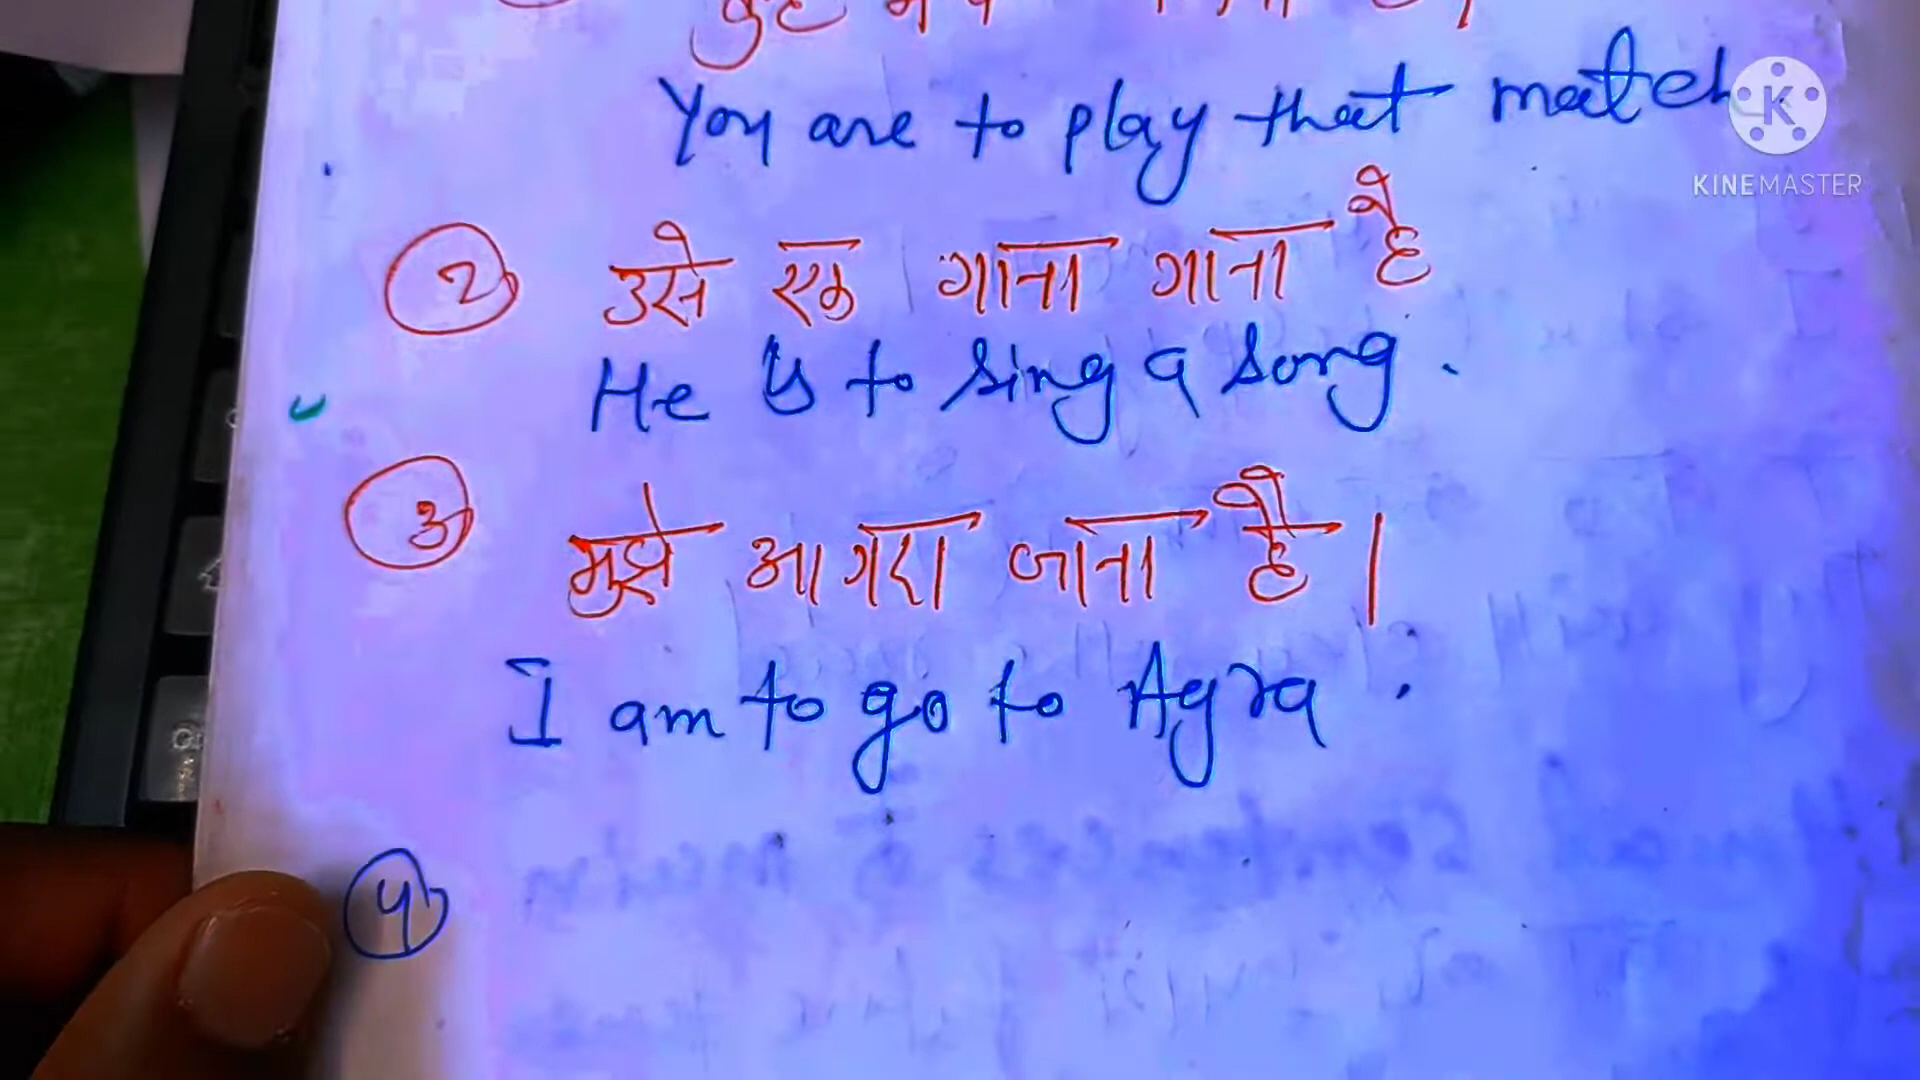 You are to play that match
K
KINEMASTER
2 उसे एक गाना गाना है
He is to sing a song.
3 मुझे आगरा जाना है।
I am to go to Agra.
4